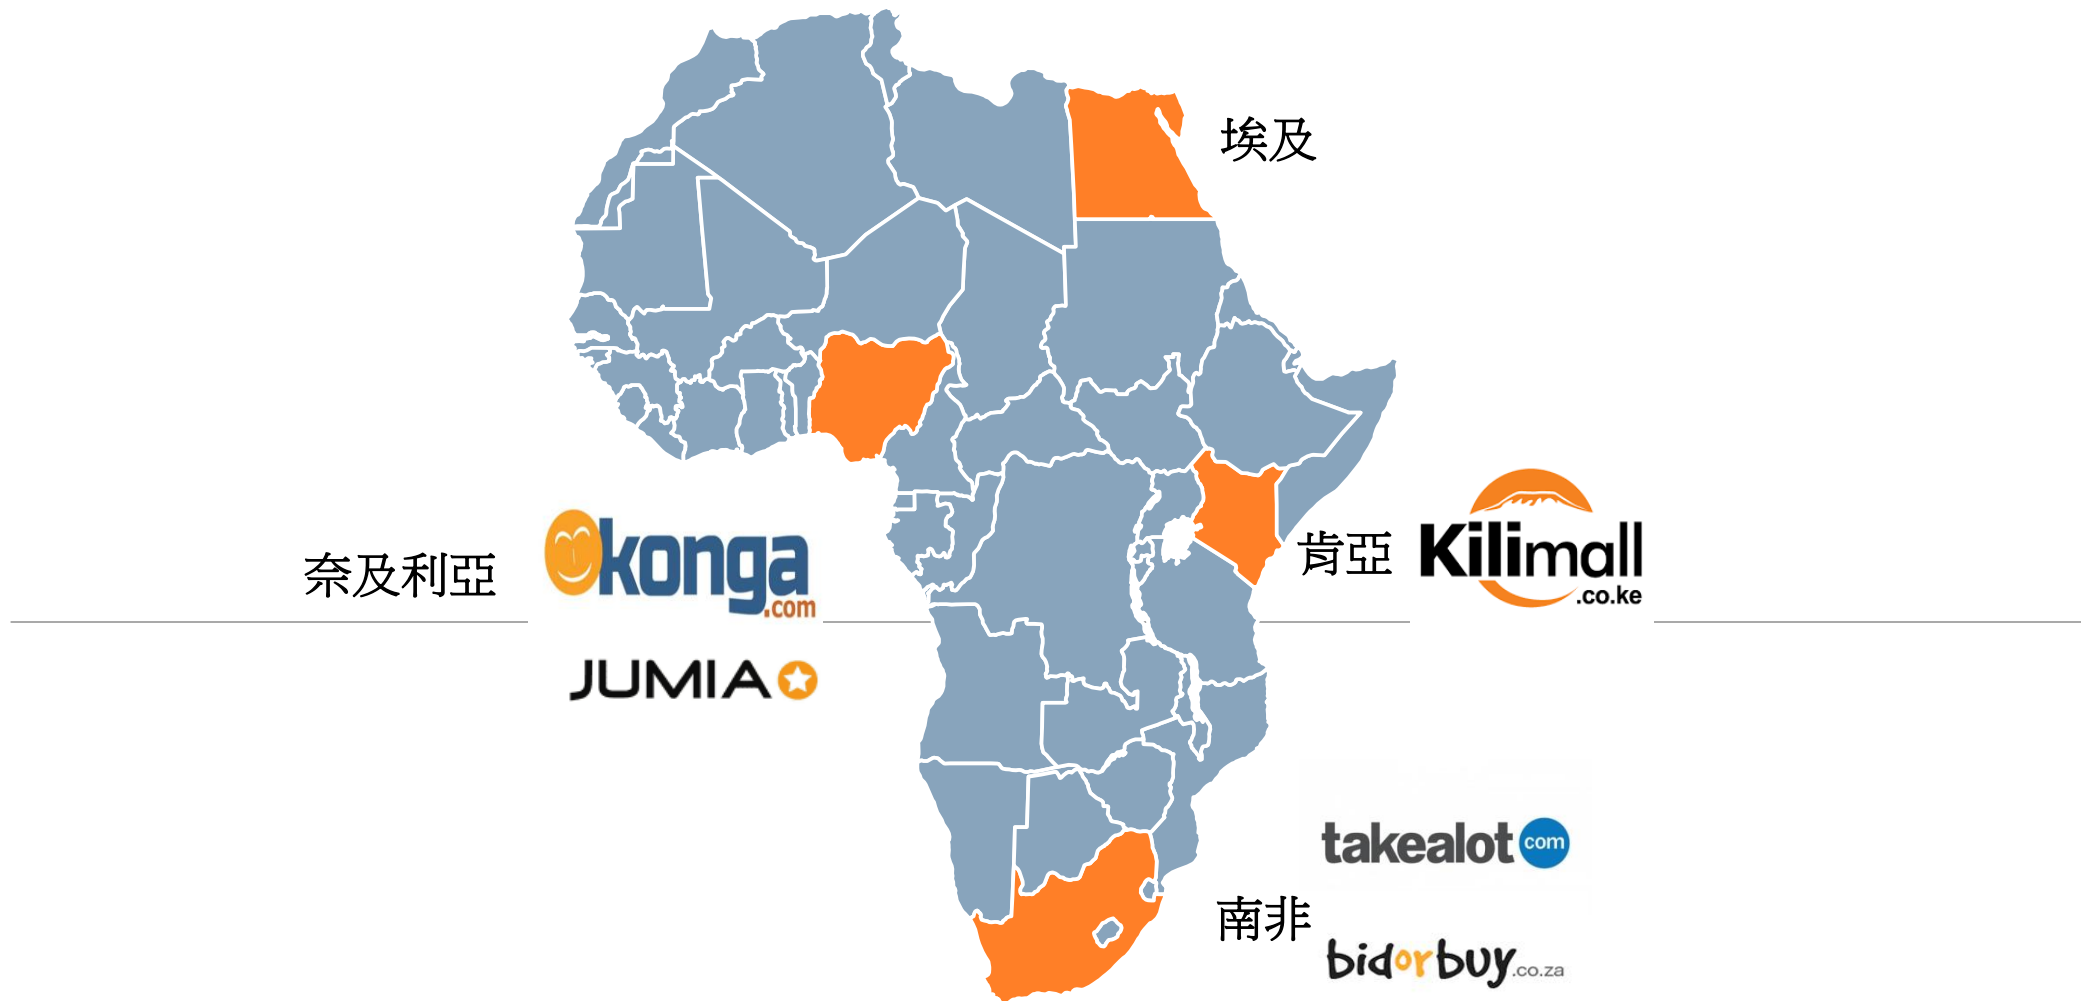 埃及
奈及利亞
konga
.com
JUMIA
肯亞
Kilimall
.co.ke
takealot com
南非
bidorbuy.co.za